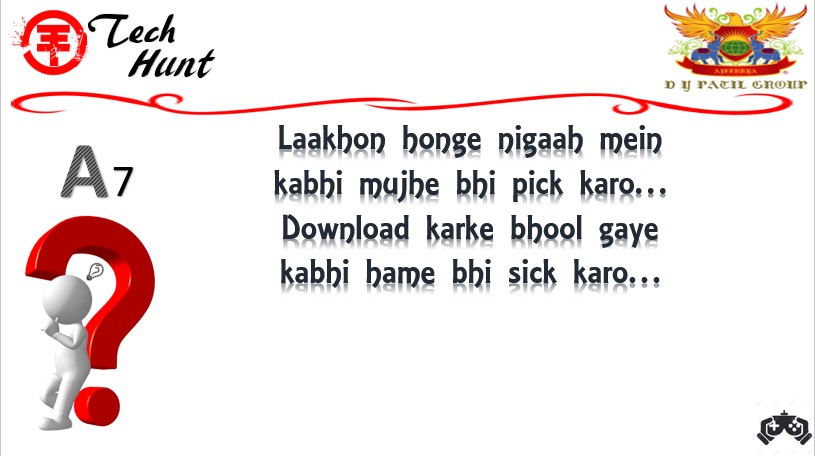 Tech
Hunt
AJEENKYA
D Y PATIL GROUP
Laakhon honge nigaah mein
A7
kabhi mujhe bhi pick karo...
Download karke bhool gaye
kabhi hame bhi sick karo...